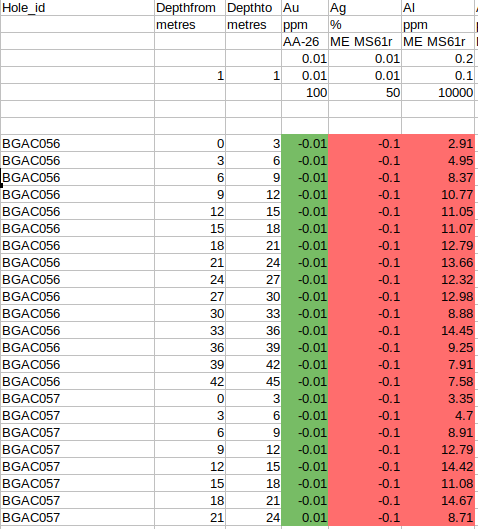 Hole_id Depthfrom Depthto Au Ag Al
metres metres ppm % ppm
AA-26 ME MS61r ME MS61r
0.01 0.01 0.2
1 1 0.01 0.01 0.1
100 50 10000
BGAC056 0 3 -0.01 -0.1 2.91
BGAC056 3 6 -0.01 -0.1 4.95
BGAC056 6 9 -0.01 -0.1 8.37
BGAC056 9 12 -0.01 -0.1 10.77
BGAC056 12 15 -0.01 -0.1 11.05
BGAC056 15 18 -0.01 -0.1 11.07
BGAC056 18 21 -0.01 -0.1 12.79
BGAC056 21 24 -0.01 -0.1 13.66
BGAC056 24 27 -0.01 -0.1 12.32
BGAC056 27 30 -0.01 -0.1 12.98
BGAC056 30 33 -0.01 -0.1 8.88
BGAC056 33 36 -0.01 -0.1 14.45
BGAC056 36 39 -0.01 -0.1 9.25
BGAC056 39 42 -0.01 -0.1 7.91
BGAC056 42 45 -0.01 -0.1 7.58
BGAC057 0 3 -0.01 -0.1 3.35
BGAC057 3 6 -0.01 -0.1 4.7
BGAC057 6 9 -0.01 -0.1 8.91
BGAC057 9 12 -0.01 -0.1 12.79
BGAC057 12 15 -0.01 -0.1 14.42
BGAC057 15 18 -0.01 -0.1 11.08
BGAC057 18 21 -0.01 -0.1 14.67
BGAC057 21 24 0.01 -0.1 8.71